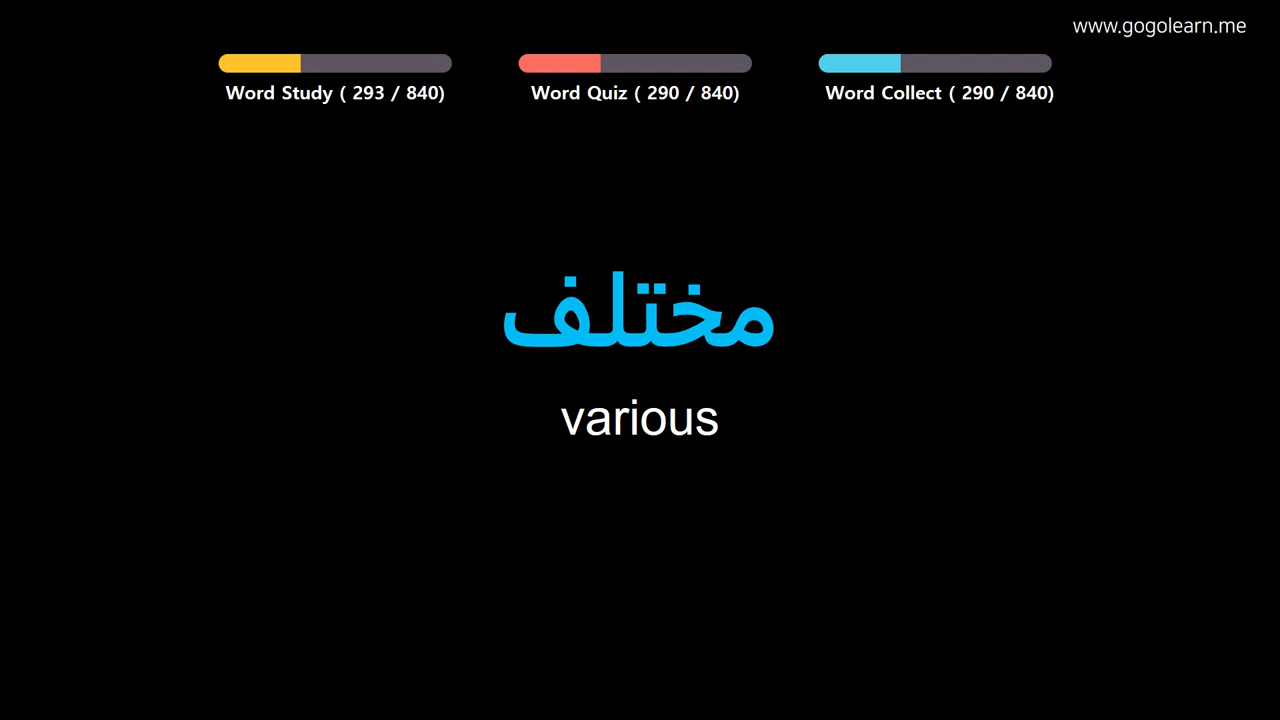 www.gogolearn.me
Word Study ( 293 / 840)
Word Quiz ( 290 / 840)
Word Collect ( 290 / 840)
مختلف
various